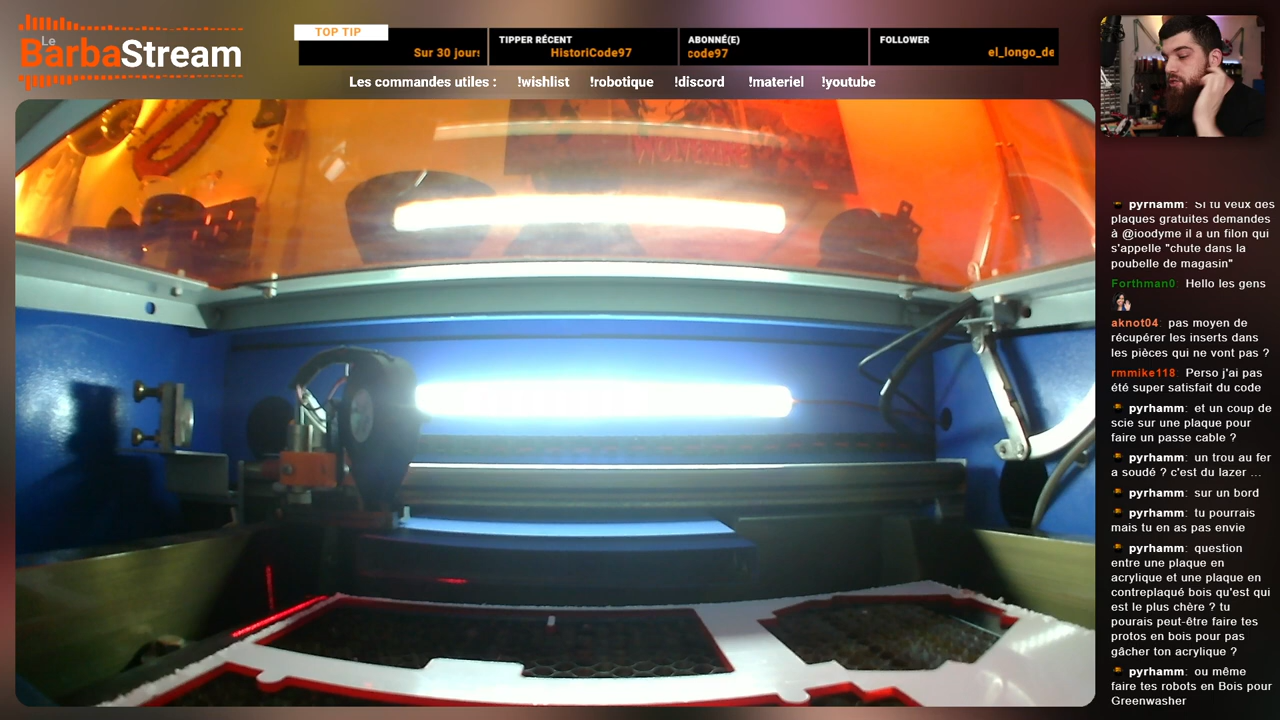 Le
BarbaStream
TOP TIP
Sur 30 jours
TIPPER RÉCENT
HistoriCode97
ABONNÉ(E)
code97
FOLLOWER
el_longo_de
Les commandes utiles : !wishlist !robotique !discord !materiel !youtube
WOLVERINE
pyrnamm: Si tu veux des
plaques gratuites demandes
à @ioodyme il a un filon qui
s'appelle "chute dans la
poubelle de magasin"
Forthman0: Hello les gens
aknot04: pas moyen de
récupérer les inserts dans
les pièces qui ne vont pas ?
rmmike118: Perso j'ai pas
été super satisfait du code
pyrhamm: et un coup de
scie sur une plaque pour
faire un passe cable ?
pyrhamm: un trou au fer
a soudé ? c'est du lazer ...
pyrhamm: sur un bord
pyrhamm: tu pourrais
mais tu en as pas envie
pyrhamm: question
entre une plaque en
acrylique et une plaque en
contreplaqué bois qu'est qui
est le plus chère ? tu
pourais peut-être faire tes
protos en bois pour pas
gâcher ton acrylique ?
pyrhamm: ou même
faire tes robots en Bois pour
Greenwasher